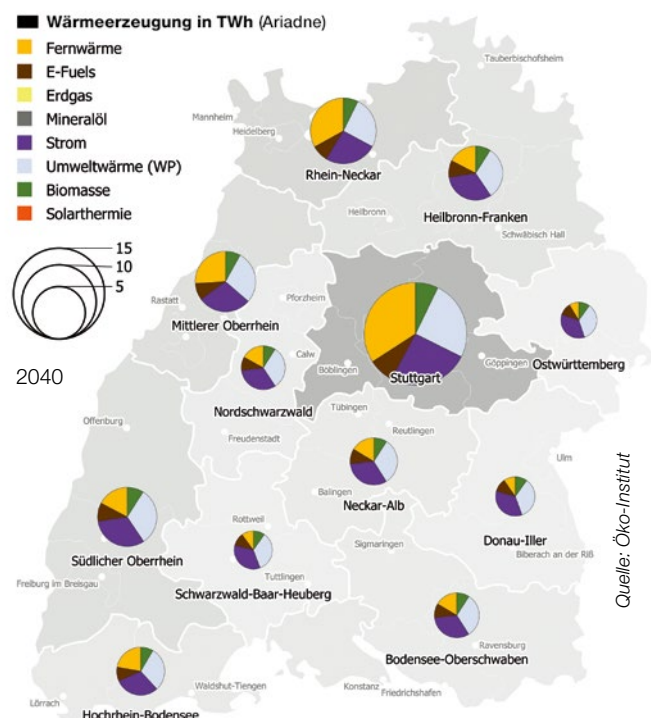 Wärmeerzeugung in TWh (Ariadne)
Fernwärme
E-Fuels
Erdgas
Mineralöl
Strom
Umweltwärme (WP)
Biomasse
Solarthermie
15
10
5
2040
Tauberbischofsheim
Mannheim
Heidelberg
Rhein-Neckar
Heilbronn-Franken
Heilbronn
Schwäbisch Hall
Rastatt
Pforzheim
Mittlerer Oberrhein
Calw
Böblingen
Stuttgart
Göppingen
Ostwürttemberg
Nordschwarzwald
Offenburg
Freudenstadt
Tübingen
Reutlingen
Ulm
Balingen
Neckar-Alb
Rottweil
Sigmaringen
Donau-Iller
Biberach an der Riß
Südlicher Oberrhein
Freiburg im Breisgau
Tuttlingen
Schwarzwald-Baar-Heuberg
Ravensburg
Bodensee-Oberschwaben
Lörrach
Waldshut-Tiengen
Konstanz
Friedrichshafen
Hochrhein-Bodensee
Quelle: Öko-Institut